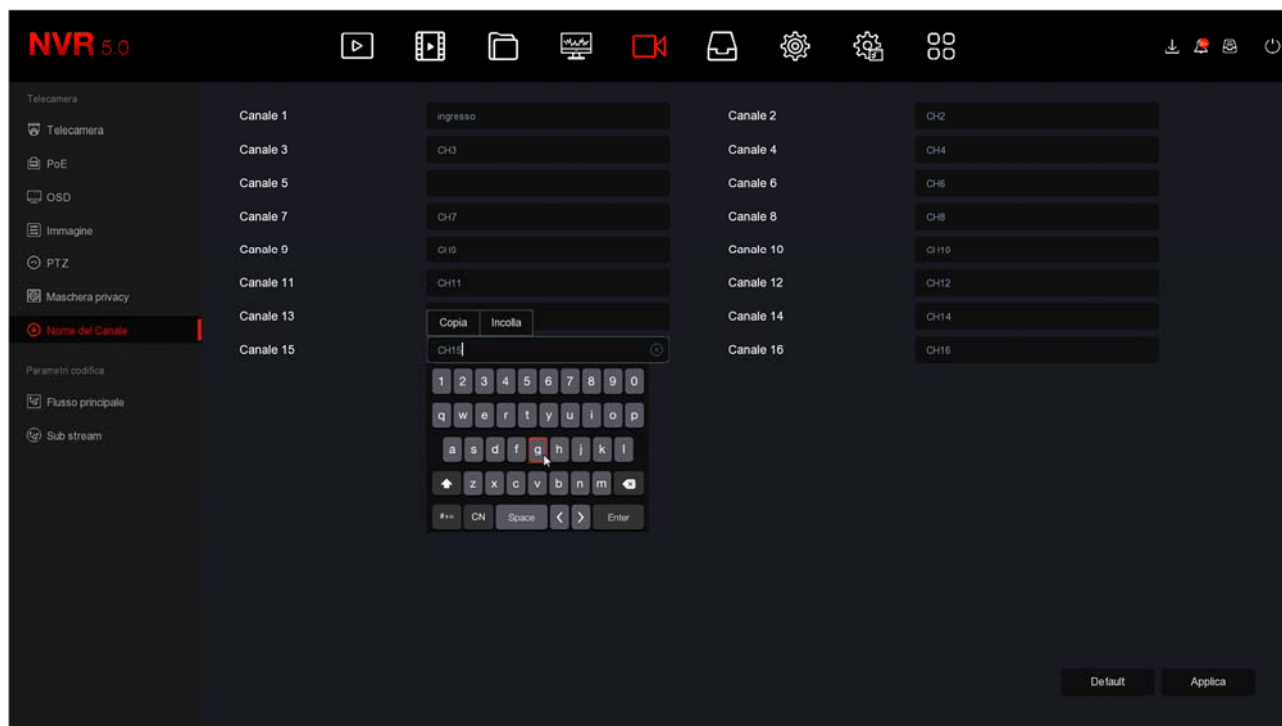 NVR 5.0
Telecamera
Telecamera
PoE
OSD
Immagine
PTZ
Maschera privacy
Nome del Canale
Parametri codifica
Flusso principale
Sub stream
Canale 1 ingresso Canale 2 CH2
Canale 3 CH3 Canale 4 CH4
Canale 5 Canale 6 CH6
Canale 7 CH7 Canale 8 CH8
Canale 9 CH9 Canale 10 CH10
Canale 11 CH11 Canale 12 CH12
Canale 13 Canale 14 CH14
Copia Incolla
Canale 15 CH15 Canale 16 CH16
1 2 3 4 5 6 7 8 9 0
q w e r t y u i o p
a s d f g h j k l
z x c v b n m
CN Space < > Enter
Default Applica